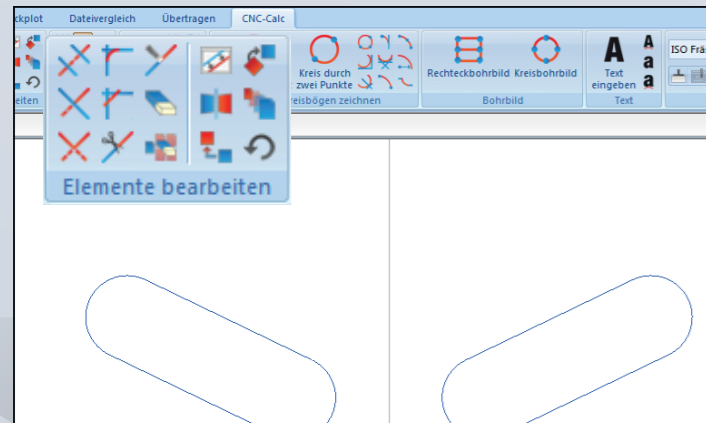 ckplot Dateivergleich Übertragen CNC-Calc
Kreis durch
zwei Punkte
Rechteckbohrbild Kreisbohrbild
A
Text
eingeben
A
a
a
ISO Frä
eiten
reisbögen zeichnen
Bohrbild
Text
Elemente bearbeiten